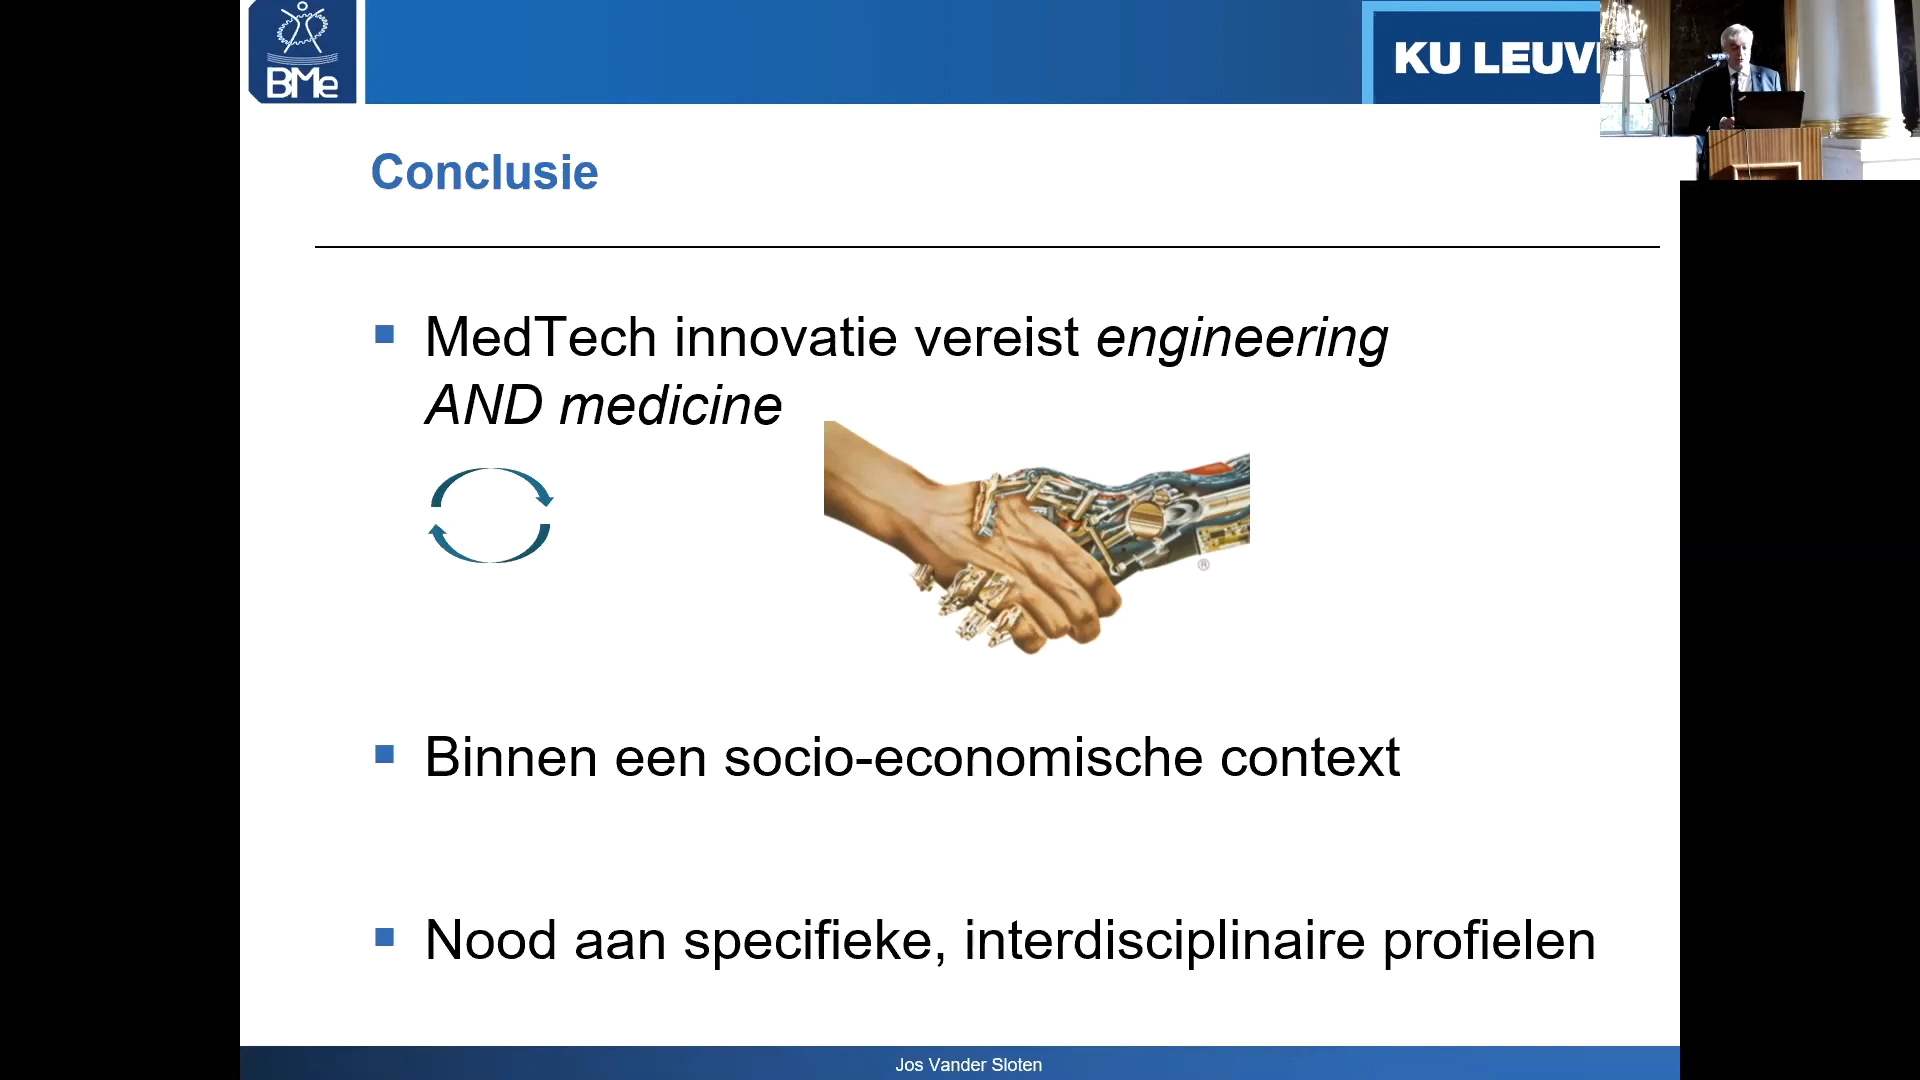 BMe
KU LEUV
Conclusie
MedTech innovatie vereist engineering
AND medicine
®
Binnen een socio-economische context
Nood aan specifieke, interdisciplinaire profielen
Jos Vander Sloten